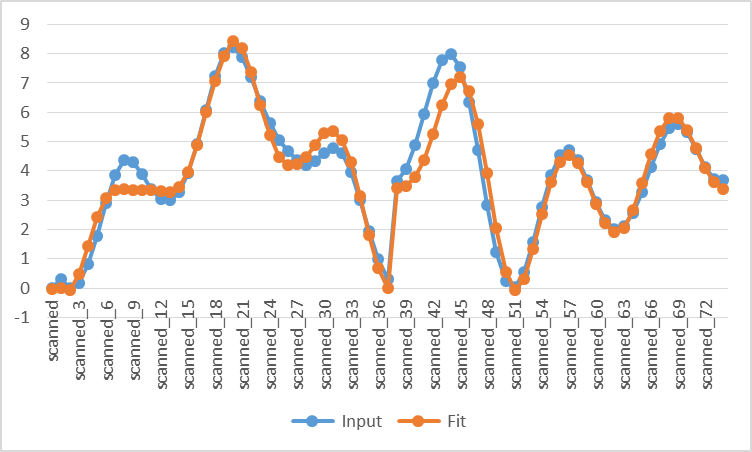 9
8
7
6
5
4
3
2
1
0
-1
scanned
scanned_3
scanned_6
scanned_9
scanned_12
scanned_15
scanned_18
scanned_21
scanned_24
scanned_27
scanned_30
scanned_33
scanned_36
scanned_39
scanned_42
scanned_45
scanned_48
scanned_51
scanned_54
scanned_57
scanned_60
scanned_63
scanned_66
scanned_69
scanned_72
Input Fit